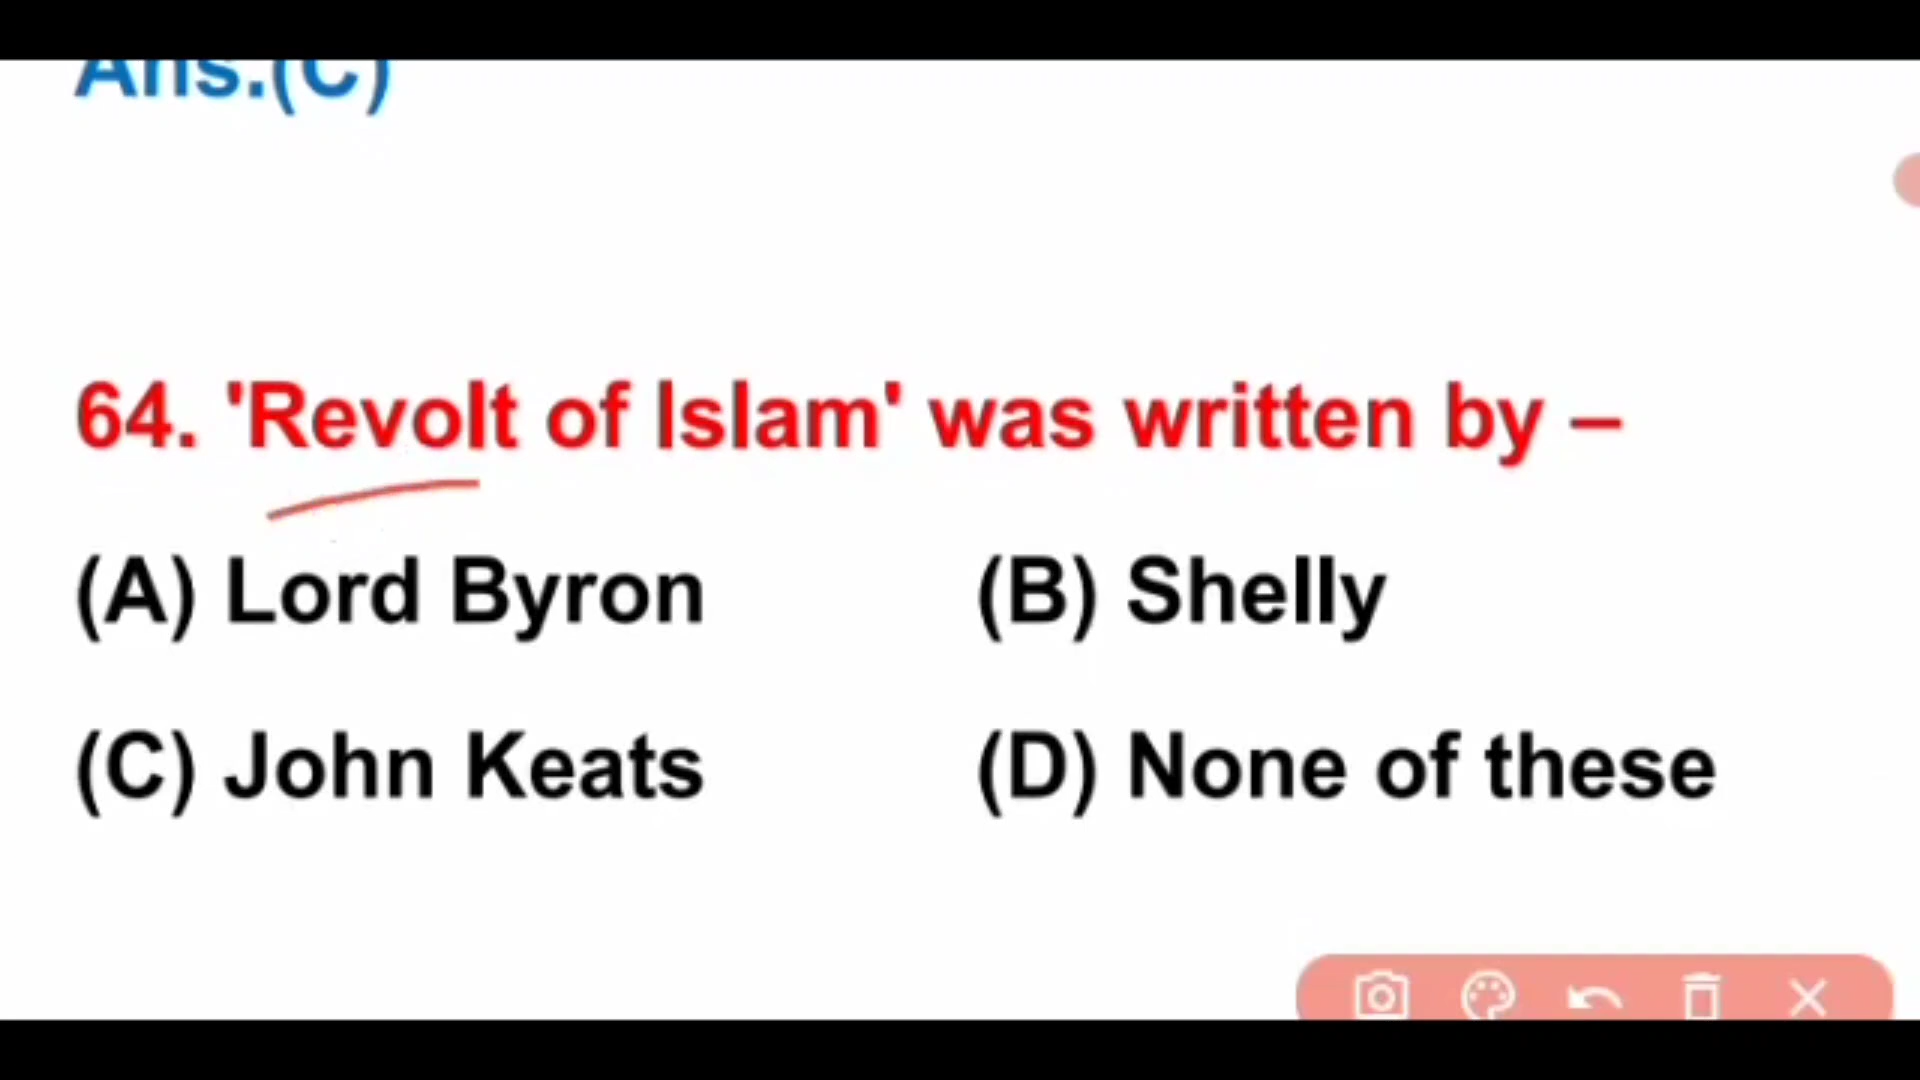 Ans.(C)
64. 'Revolt of Islam' was written by –
(A) Lord Byron (B) Shelly
(C) John Keats (D) None of these